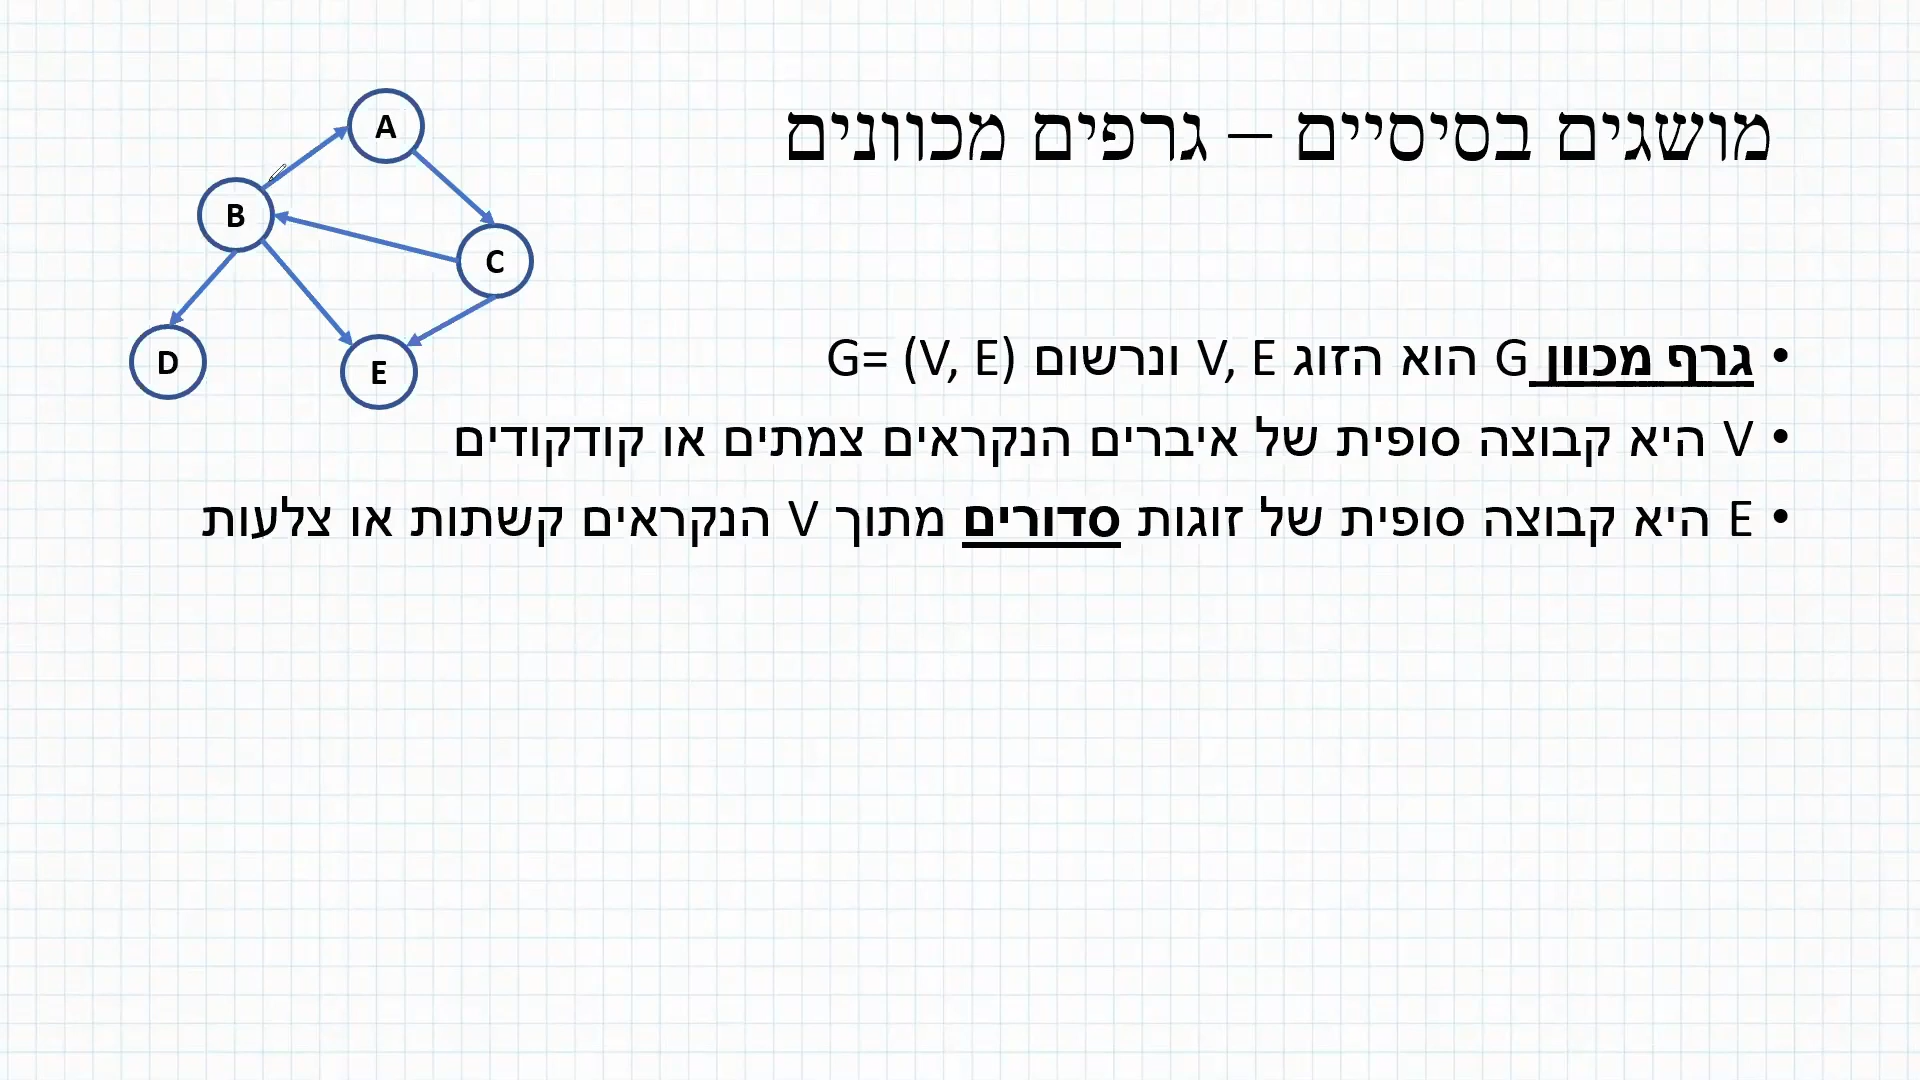 מושגים בסיסיים – גרפים מכוונים
A
B
C
D
E
• גרף מכוון G הוא הזוג V, E ונרשום G= (V, E)
• V היא קבוצה סופית של איברים הנקראים צמתים או קודקודים
• E היא קבוצה סופית של זוגות סדורים מתוך V הנקראים קשתות או צלעות